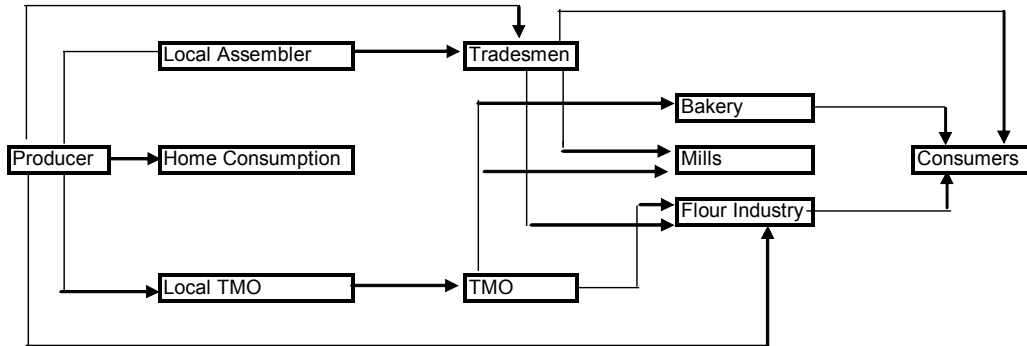 Local Assembler
Tradesmen
Bakery
Producer
Home Consumption
Mills
Consumers
Flour Industry
Local TMO
TMO